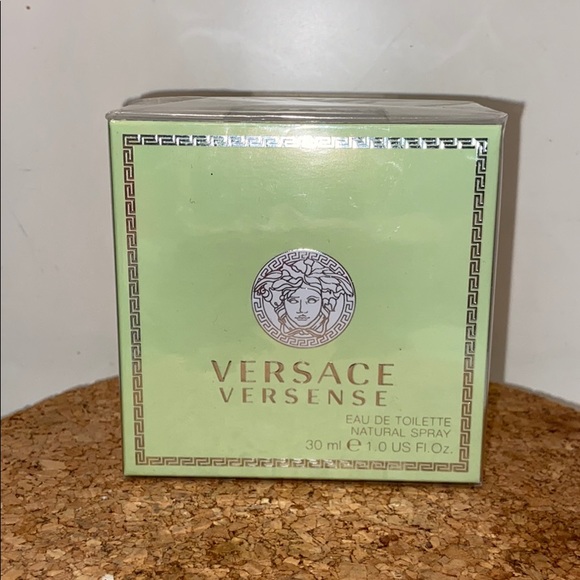 VERSACE
VERSENSE
EAU DE TOILETTE
NATURAL SPRAY
30 ml ℮ 1.0 US Fl.Oz.